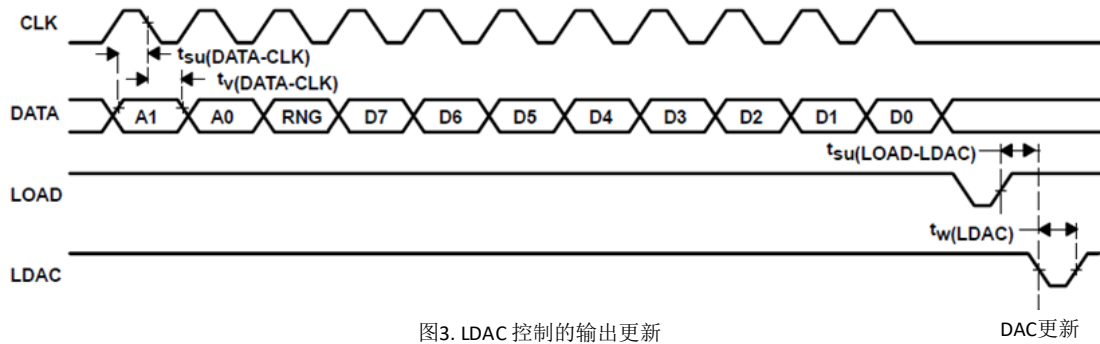 CLK
tsu(DATA-CLK)
tv(DATA-CLK)
DATA
A1 A0 RNG D7 D6 D5 D4 D3 D2 D1 D0
tsu(LOAD-LDAC)
LOAD
tw(LDAC)
LDAC
图3. LDAC 控制的输出更新
DAC更新